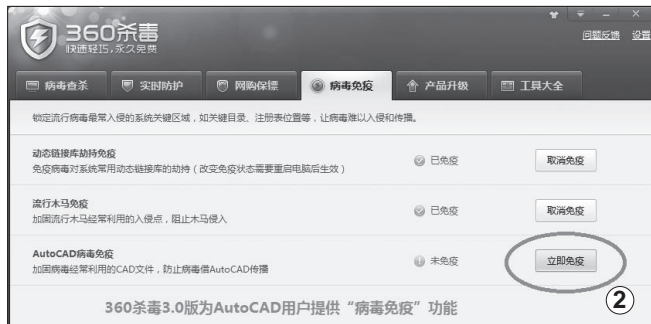 360杀毒
快速轻巧,永久免费
问题反馈 设置
病毒查杀 实时防护 网购保镖 病毒免疫 产品升级 工具大全
锁定流行病毒最常入侵的系统关键区域，如关键目录、注册表位置等，让病毒难以入侵和传播。
动态链接库劫持免疫
免疫病毒对系统常用动态链接库的劫持（改变免疫状态需要重启电脑后生效）
已免疫 取消免疫
流行木马免疫
加固流行木马经常利用的入侵点，阻止木马侵入
已免疫 取消免疫
AutoCAD病毒免疫
加固病毒经常利用的CAD文件，防止病毒借AutoCAD传播
未免疫 立即免疫
360杀毒3.0版为AutoCAD用户提供“病毒免疫”功能
②